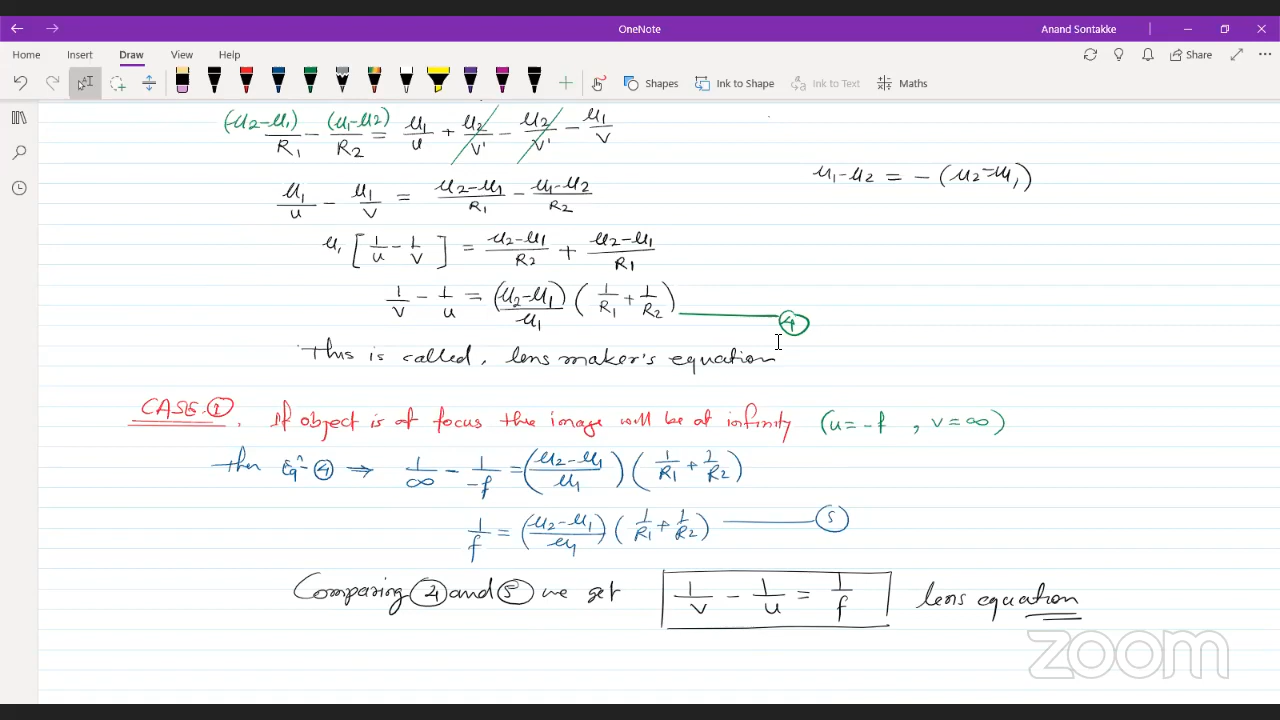 OneNote
Anand Sontakke
Home Insert Draw View Help
Share
Shapes Ink to Shape Ink to Text Maths
(μ2-μ1)/R1 - (μ1-μ2)/R2 = μ1/u + μ2/v' - μ2/v' - μ1/v
μ1-μ2 = -(μ2-μ1)
μ1/u - μ1/v = μ2-μ1/R1 - μ1-μ2/R2
μ1 [1/u - 1/v] = μ2-μ1/R2 + μ2-μ1/R1
1/v - 1/u = (μ2-μ1)/μ1 (1/R1 + 1/R2) ④
This is called, lens maker's equation
CASE-①. If object is at focus the image will be at infinity (u=-f, v=∞)
Then Eqn-④ → 1/∞ - 1/-f = (μ2-μ1/μ1) (1/R1 + 1/R2)
1/f = (μ2-μ1/μ1) (1/R1 + 1/R2) ⑤
Comparing ④ and ⑤ we get 1/v - 1/u = 1/f lens equation
zoom